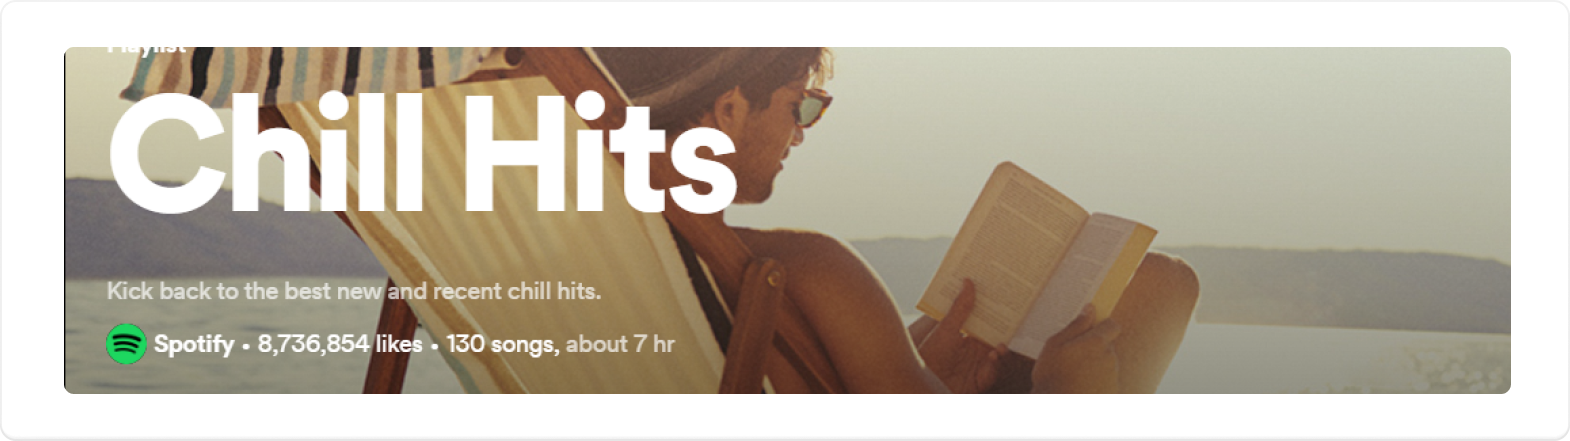 Playlist
Chill Hits
Kick back to the best new and recent chill hits.
Spotify • 8,736,854 likes • 130 songs, about 7 hr